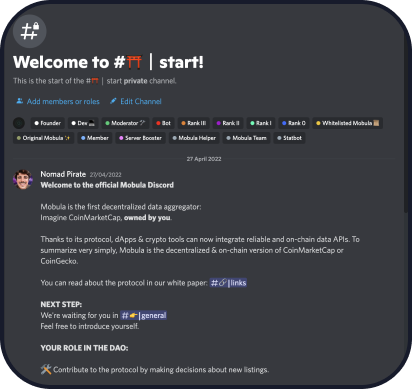 Welcome to #⛩️ | start!
This is the start of the #⛩️ | start private channel.
Add members or roles Edit Channel
Founder Dev Moderator Bot Rank III Rank II Rank I Rank 0 Whitelisted Mobula
Original Mobula ✨ Member Server Booster Mobula Helper Mobula Team Statbot
27 April 2022
Nomad Pirate 27/04/2022
Welcome to the official Mobula Discord
Mobula is the first decentralized data aggregator:
Imagine CoinMarketCap, owned by you.
Thanks to its protocol, dApps & crypto tools can now integrate reliable and on-chain data APIs. To
summarize very simply, Mobula is the decentralized & on-chain version of CoinMarketCap or
CoinGecko.
You can read about the protocol in our white paper: #🔗|links
NEXT STEP:
We're waiting for you in #👉|general
Feel free to introduce yourself.
YOUR ROLE IN THE DAO:
🛠️ Contribute to the protocol by making decisions about new listings.